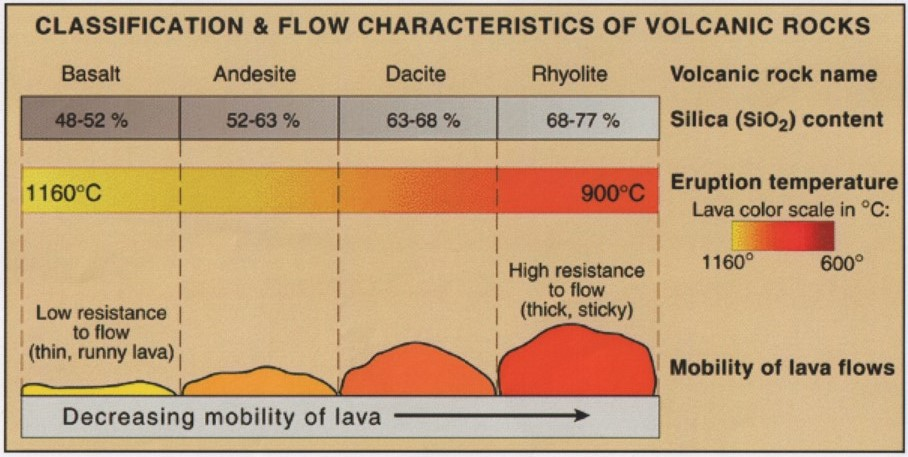 CLASSIFICATION & FLOW CHARACTERISTICS OF VOLCANIC ROCKS
Basalt Andesite Dacite Rhyolite Volcanic rock name
48-52 % 52-63 % 63-68 % 68-77 % Silica (SiO₂) content
1160°C 900°C Eruption temperature
Lava color scale in °C:
1160° 600°
High resistance
to flow
(thick, sticky)
Low resistance
to flow
(thin, runny lava)
Mobility of lava flows
Decreasing mobility of lava